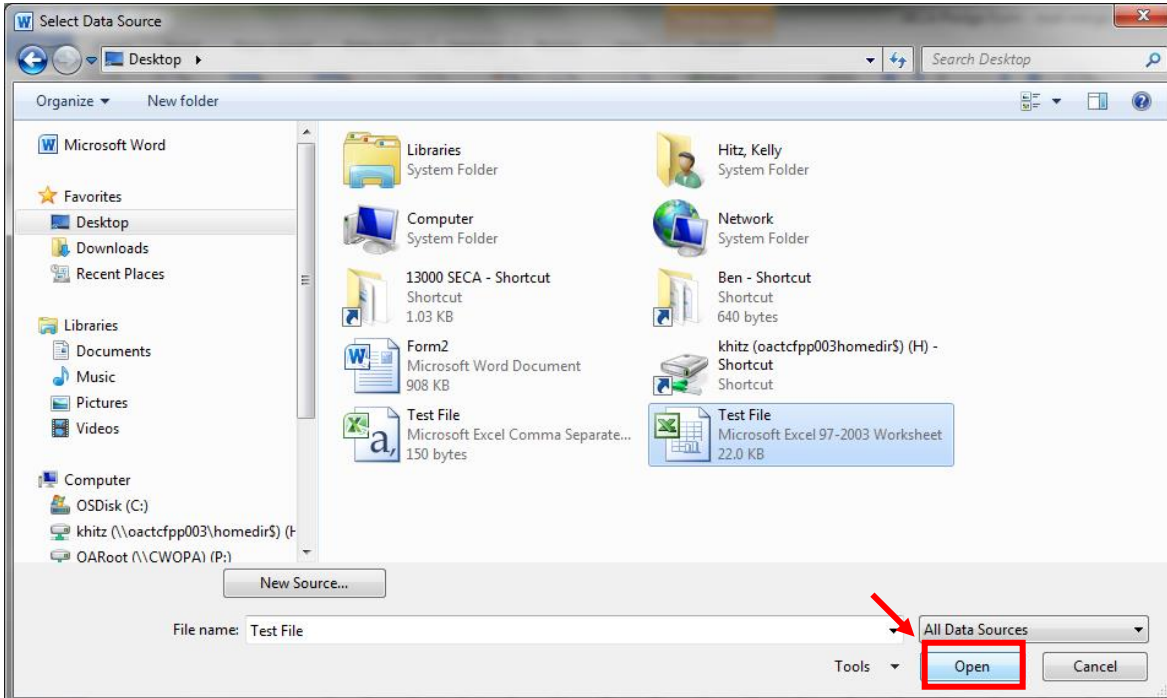 Select Data Source
Desktop
Search Desktop
Organize
New folder
Microsoft Word
Favorites
Desktop
Downloads
Recent Places
Libraries
Documents
Music
Pictures
Videos
Computer
OSDisk (C:)
khitz (\\oactcfpp003\homedir$) (H
OARoot (\\CWOPA) (P:)
Libraries
System Folder
Hitz, Kelly
System Folder
Computer
System Folder
Network
System Folder
13000 SECA - Shortcut
Shortcut
1.03 KB
Ben - Shortcut
Shortcut
640 bytes
Form2
Microsoft Word Document
908 KB
khitz (oactcfpp003homedir$) (H) -
Shortcut
Shortcut
Test File
Microsoft Excel Comma Separate...
150 bytes
Test File
Microsoft Excel 97-2003 Worksheet
22.0 KB
New Source...
File name: Test File
All Data Sources
Tools
Open
Cancel